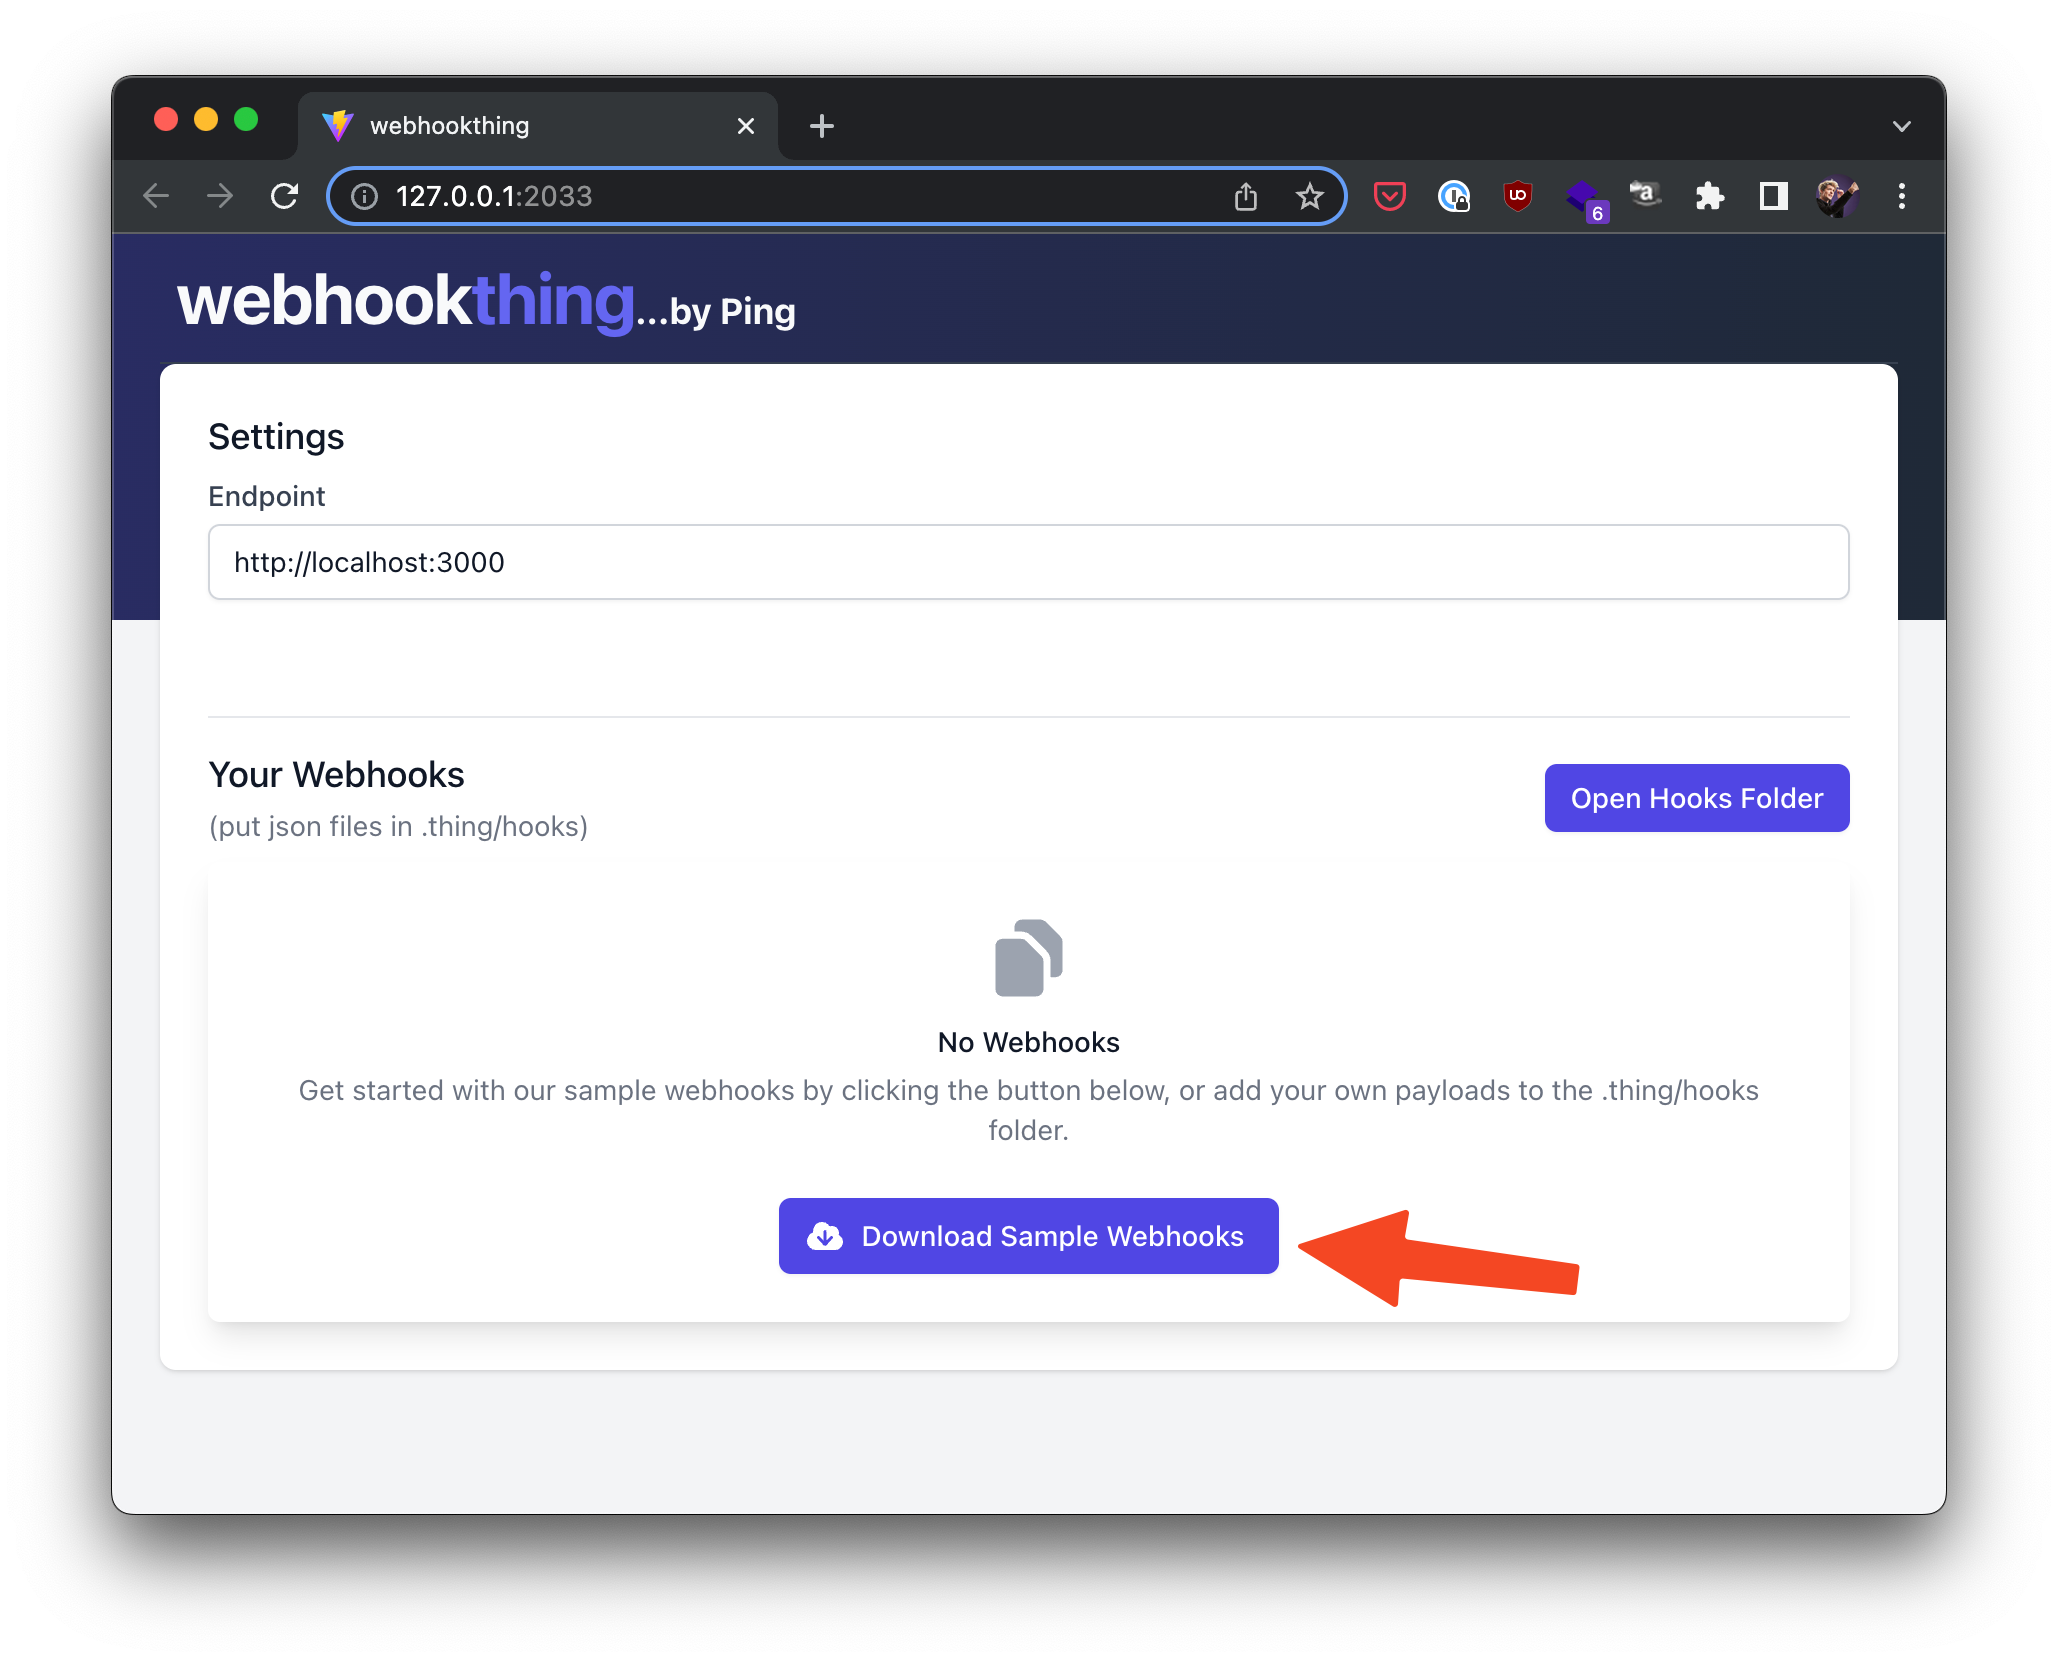 webhookthing
127.0.0.1:2033
6
webhookthing...by Ping
Settings
Endpoint
http://localhost:3000
Your Webhooks
Open Hooks Folder
(put json files in .thing/hooks)
No Webhooks
Get started with our sample webhooks by clicking the button below, or add your own payloads to the .thing/hooks
folder.
Download Sample Webhooks